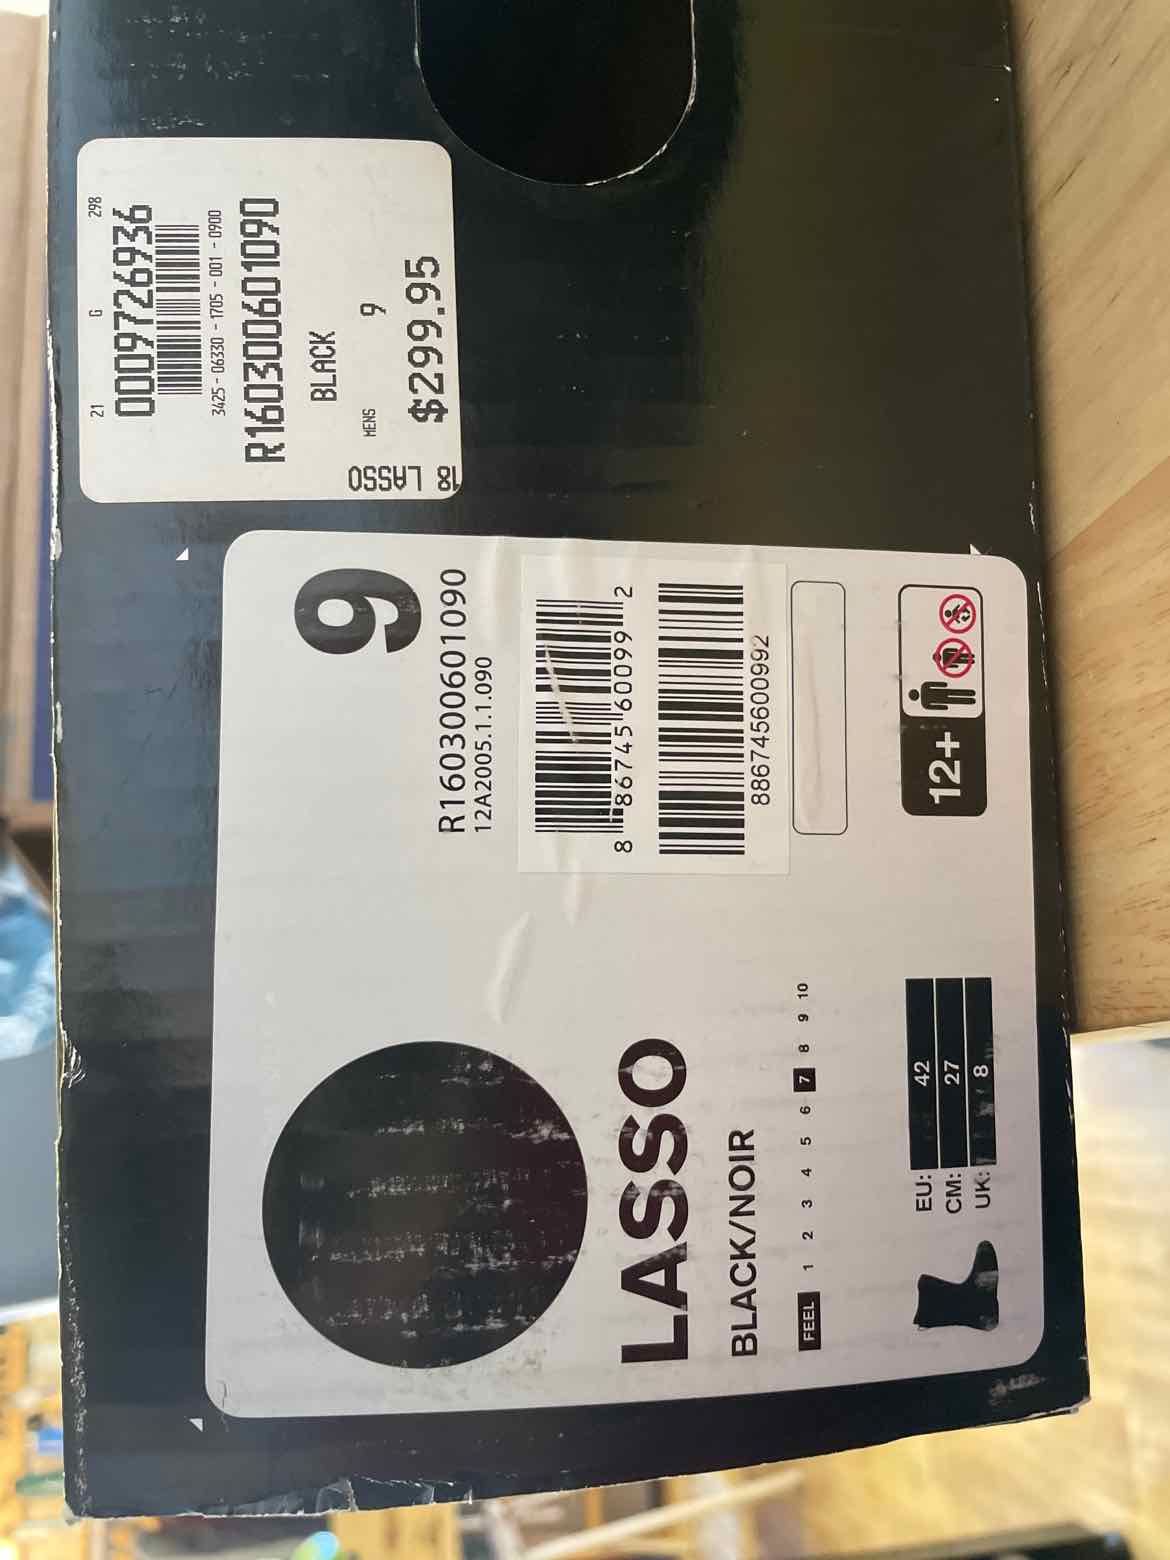 LASSO
BLACK/NOIR
FEEL 1 2 3 4 5 6 7 8 9 10
EU: 42
CM: 27
UK: 8
9
R160300601090
12A2005.1.1.090
8 86745 60099 2
886745600992
12+
21 G 298
0009726936
3425 - 06330 - 1705 - 001 - 0900
R160300601090
BLACK
MENS 9
$299.95
18 LASSO